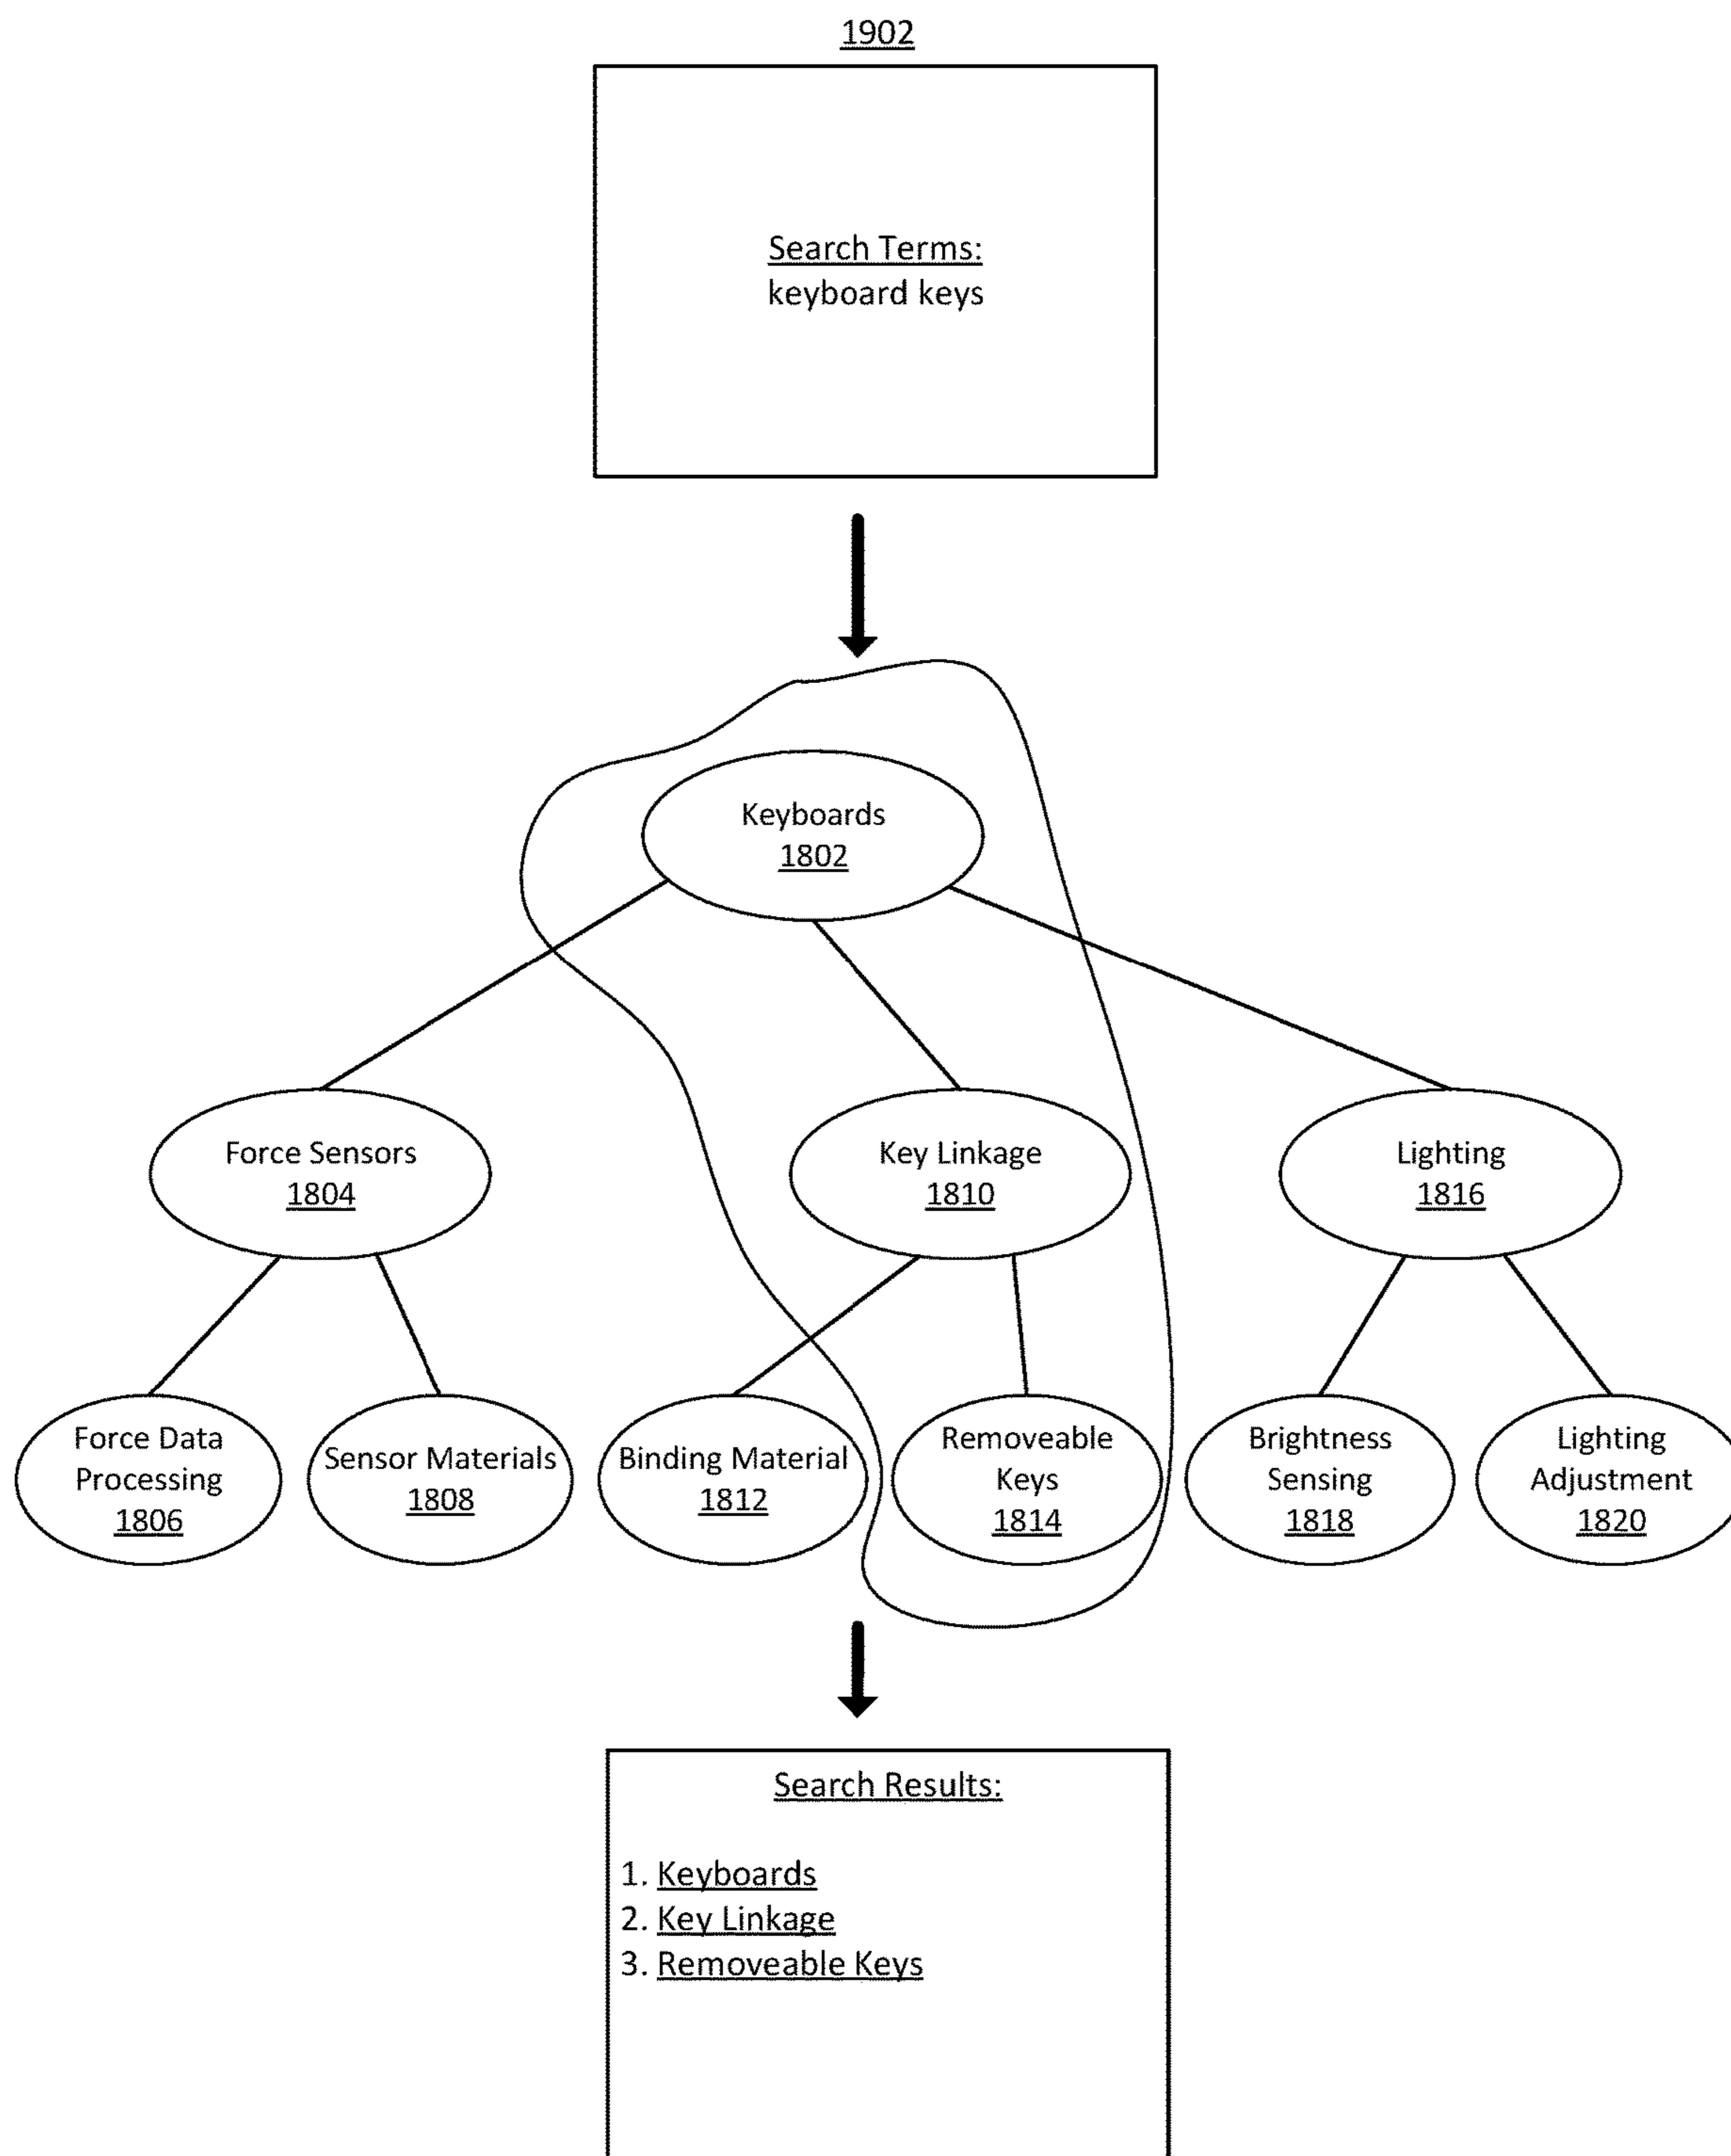 1902
Search Terms:
keyboard keys
Keyboards
1802
Force Sensors
1804
Key Linkage
1810
Lighting
1816
Force Data
Processing
1806
Sensor Materials
1808
Binding Material
1812
Removeable
Keys
1814
Brightness
Sensing
1818
Lighting
Adjustment
1820
Search Results:
1. Keyboards
2. Key Linkage
3. Removeable Keys